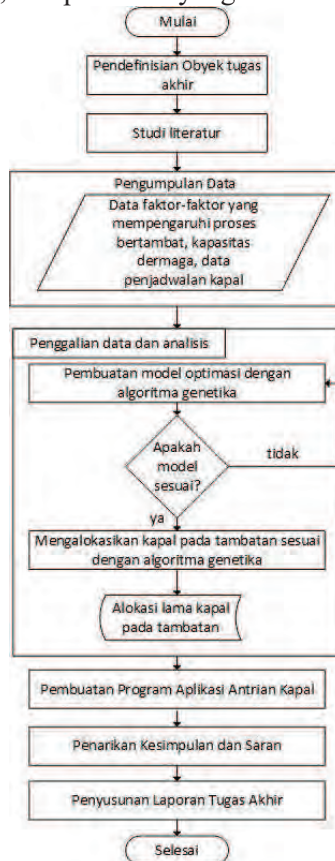 Mulai
Pendefinisian Obyek tugas
akhir
Studi literatur
Pengumpulan Data
Data faktor-faktor yang
mempengaruhi proses
bertambat, kapasitas
dermaga, data
penjadwalan kapal
Penggalian data dan analisis
Pembuatan model optimasi dengan
algoritma genetika
Apakah
model
sesuai?
tidak
ya
Mengalokasikan kapal pada tambatan sesuai
dengan algoritma genetika
Alokasi lama kapal
pada tambatan
Pembuatan Program Aplikasi Antrian Kapal
Penarikan Kesimpulan dan Saran
Penyusunan Laporan Tugas Akhir
Selesai